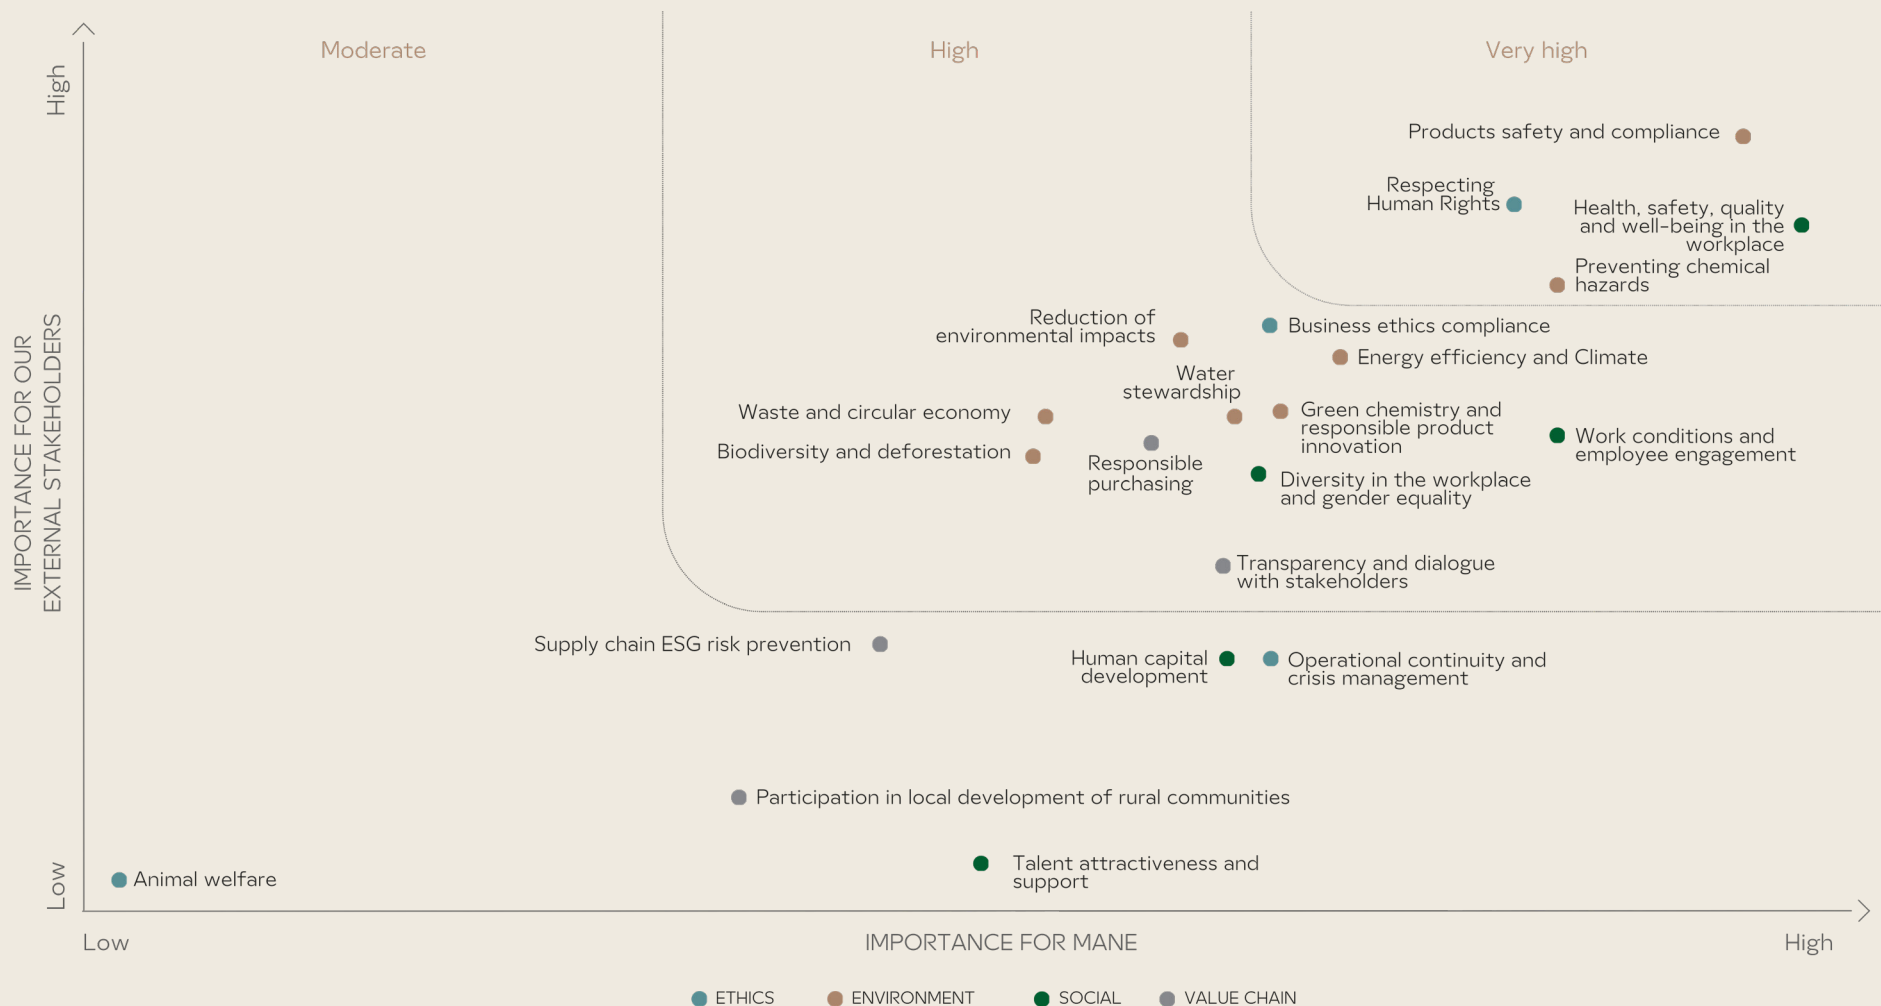 Moderate
High
Very high
High
IMPORTANCE FOR OUR
EXTERNAL STAKEHOLDERS
Low
Products safety and compliance
Respecting
Human Rights
Health, safety, quality
and well-being in the
workplace
Preventing chemical
hazards
Reduction of
environmental impacts
Business ethics compliance
Energy efficiency and Climate
Water
stewardship
Waste and circular economy
Green chemistry and
responsible product
innovation
Work conditions and
employee engagement
Biodiversity and deforestation
Responsible
purchasing
Diversity in the workplace
and gender equality
Transparency and dialogue
with stakeholders
Supply chain ESG risk prevention
Human capital
development
Operational continuity and
crisis management
Participation in local development of rural communities
Talent attractiveness and
support
Animal welfare
Low
IMPORTANCE FOR MANE
High
ETHICS
ENVIRONMENT
SOCIAL
VALUE CHAIN